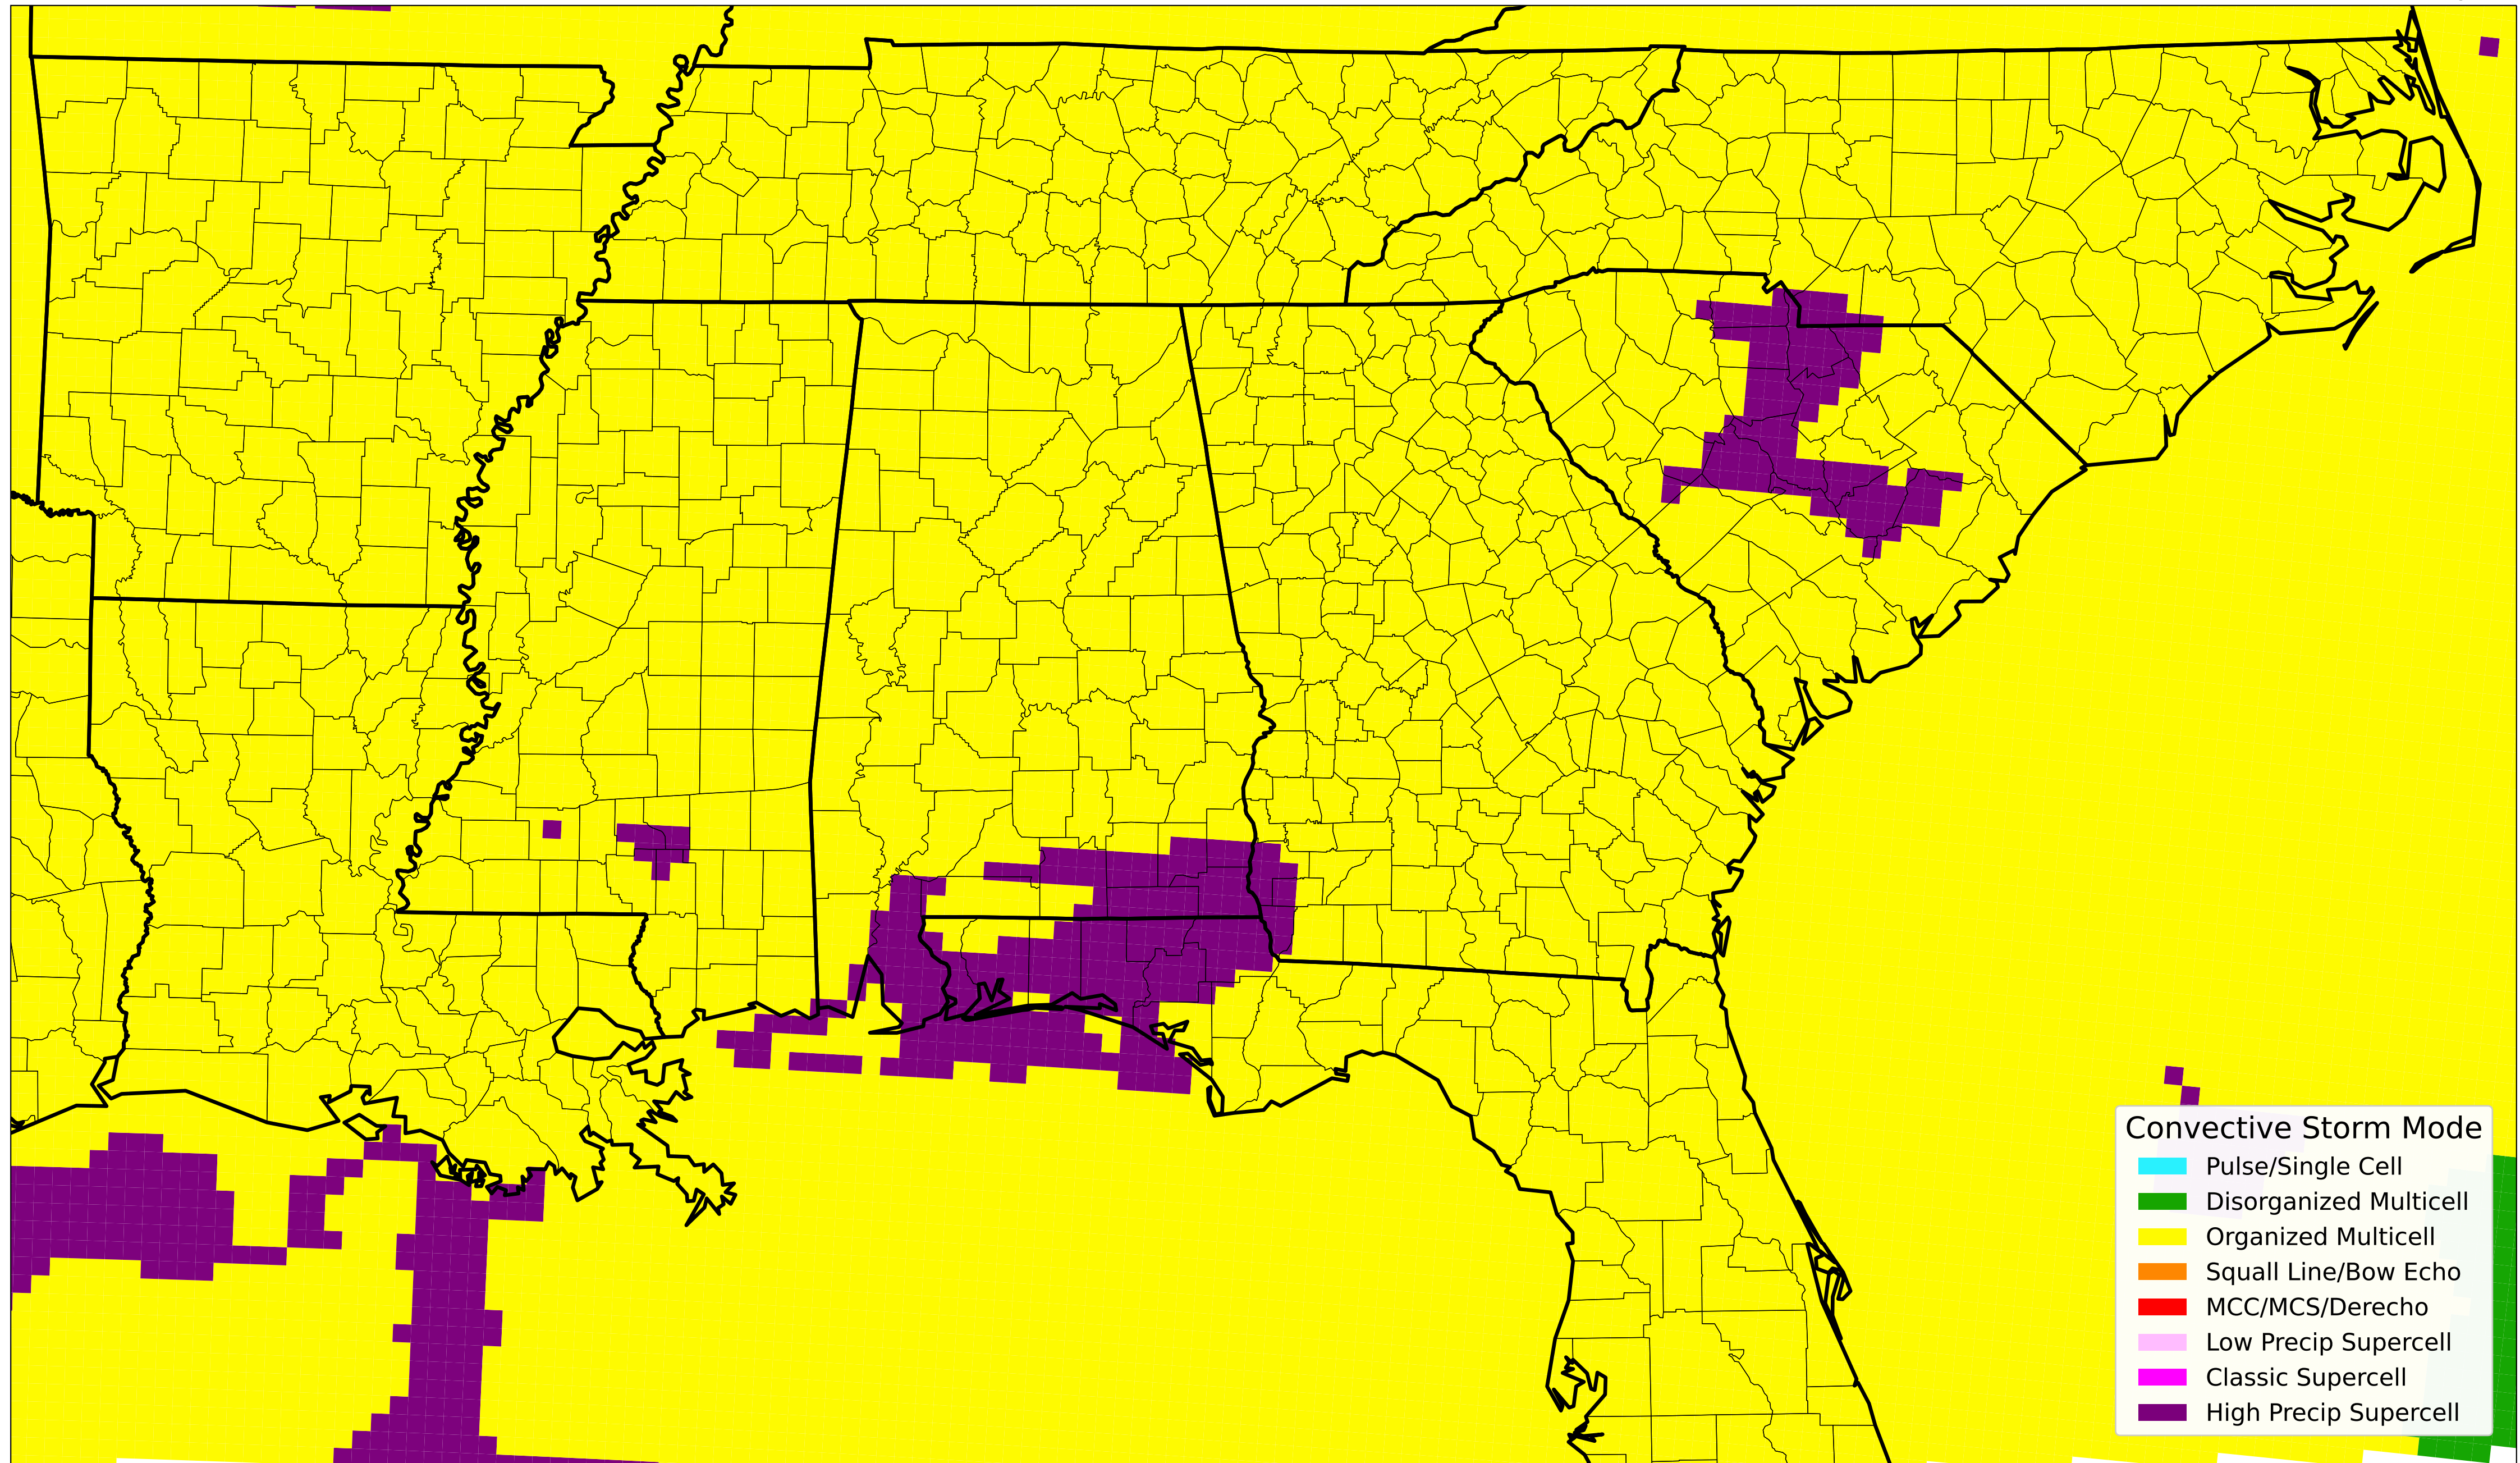 Convective Storm Mode
Pulse/Single Cell
Disorganized Multicell
Organized Multicell
Squall Line/Bow Echo
MCC/MCS/Derecho
Low Precip Supercell
Classic Supercell
High Precip Supercell